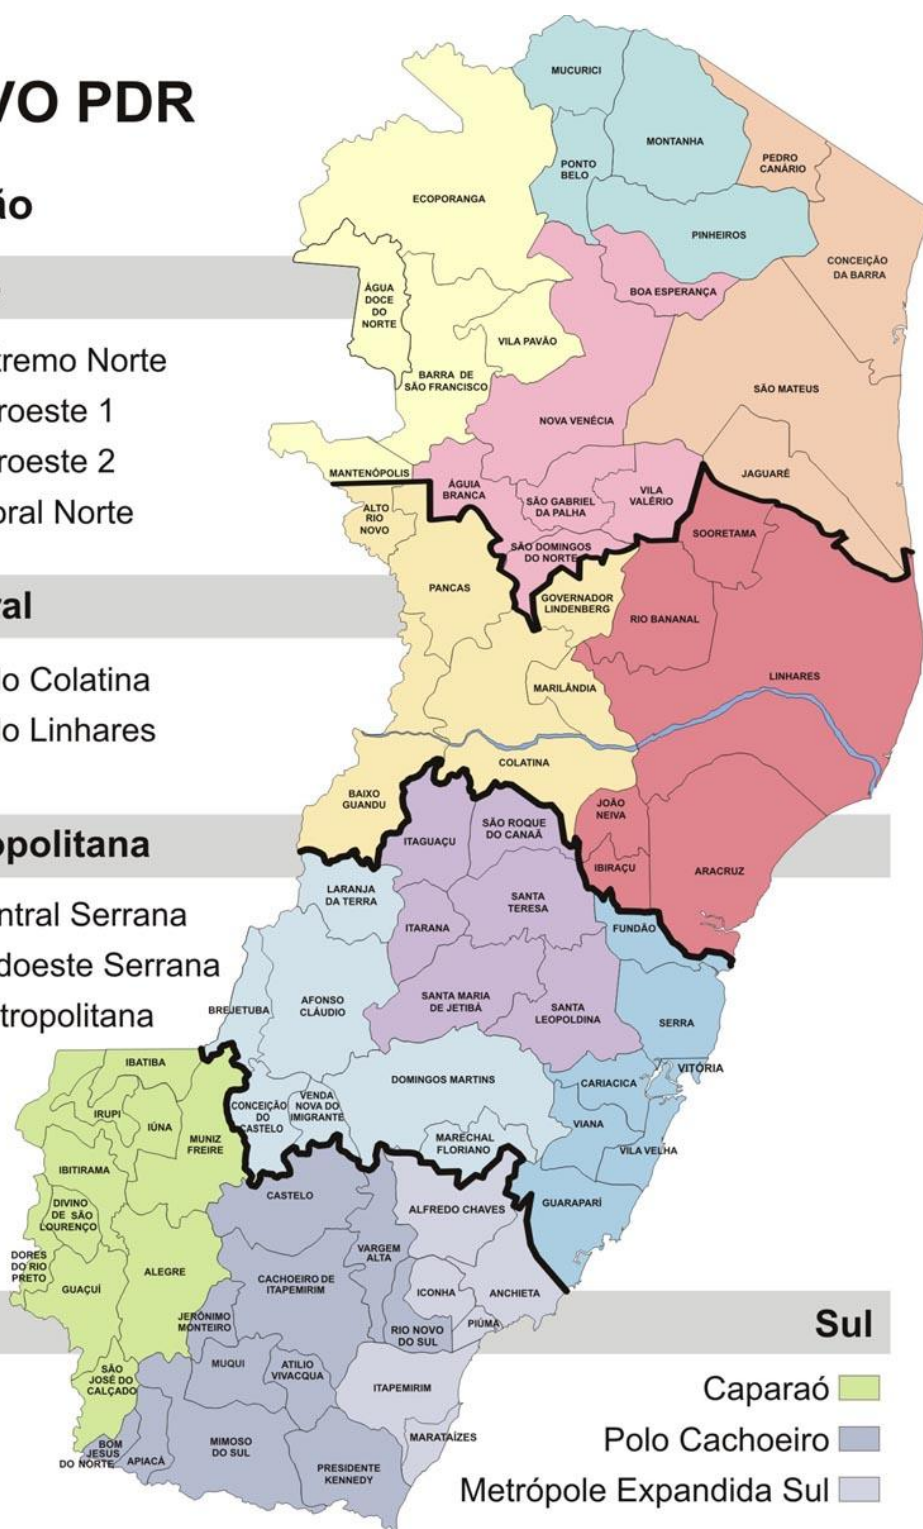 VO PDR
ão
tremo Norte
roeste 1
roeste 2
oral Norte
ral
lo Colatina
lo Linhares
opolitana
ntral Serrana
doeste Serrana
tropolitana
MUCURICI
MONTANHA
PONTO
BELO
PEDRO
CANÁRIO
ECOPORANGA
PINHEIROS
CONCEIÇÃO
DA BARRA
ÁGUA
DOCE
DO
NORTE
BOA ESPERANÇA
VILA PAVÃO
BARRA DE
SÃO FRANCISCO
SÃO MATEUS
NOVA VENÉCIA
MANTENÓPOLIS
ÁGUIA
BRANCA
SÃO GABRIEL
DA PALHA
VILA
VALÉRIO
JAGUARÉ
ALTO
RIO
NOVO
SÃO DOMINGOS
DO NORTE
SOORETAMA
PANCAS
GOVERNADOR
LINDENBERG
RIO BANANAL
MARILÂNDIA
LINHARES
COLATINA
BAIXO
GUANDU
JOÃO
NEIVA
SÃO ROQUE
DO CANAÃ
ITAGUAÇU
IBIRAÇU
ARACRUZ
LARANJA
DA TERRA
SANTA
TERESA
ITARANA
FUNDÃO
BREJETUBA
AFONSO
CLÁUDIO
SANTA MARIA
DE JETIBÁ
SANTA
LEOPOLDINA
SERRA
IBATIBA
DOMINGOS MARTINS
CARIACICA
VITÓRIA
IRUPI
IÚNA
MUNIZ
FREIRE
CONCEIÇÃO
DO
CASTELO
VENDA
NOVA DO
IMIGRANTE
MARECHAL
FLORIANO
VIANA
VILA VELHA
IBITIRAMA
CASTELO
ALFREDO CHAVES
GUARAPARÍ
DIVINO
DE SÃO
LOURENÇO
VARGEM
ALTA
DORES
DO RIO
PRETO
GUAÇUÍ
ALEGRE
CACHOEIRO DE
ITAPEMIRIM
ICONHA
ANCHIETA
JERÔNIMO
MONTEIRO
RIO NOVO
DO SUL
PIÚMA
SÃO
JOSÉ DO
CALÇADO
MUQUI
ATILIO
VIVACQUA
ITAPEMIRIM
BOM
JESUS
DO NORTE
APIACÁ
MIMOSO
DO SUL
PRESIDENTE
KENNEDY
MARATAÍZES
Sul
Caparaó
Polo Cachoeiro
Metrópole Expandida Sul